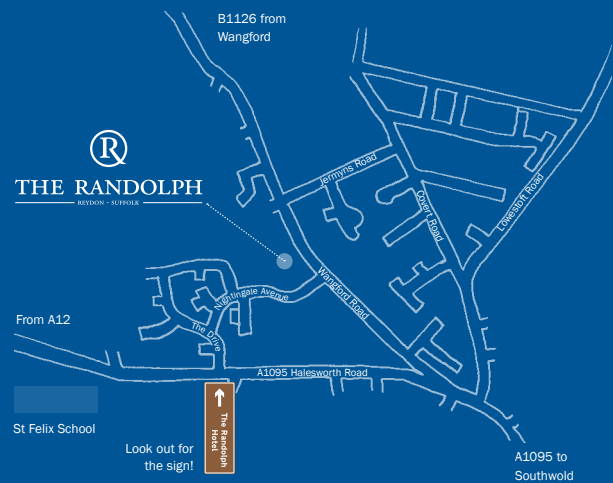 B1126 from
Wangford
R
THE RANDOLPH
REYDON - SUFFOLK
Jermyns Road
Covert Road
Lowestoft Road
Wangford Road
Nightingale Avenue
The Drive
From A12
A1095 Halesworth Road
St Felix School
The Randolph
Hotel
Look out for
the sign!
A1095 to
Southwold